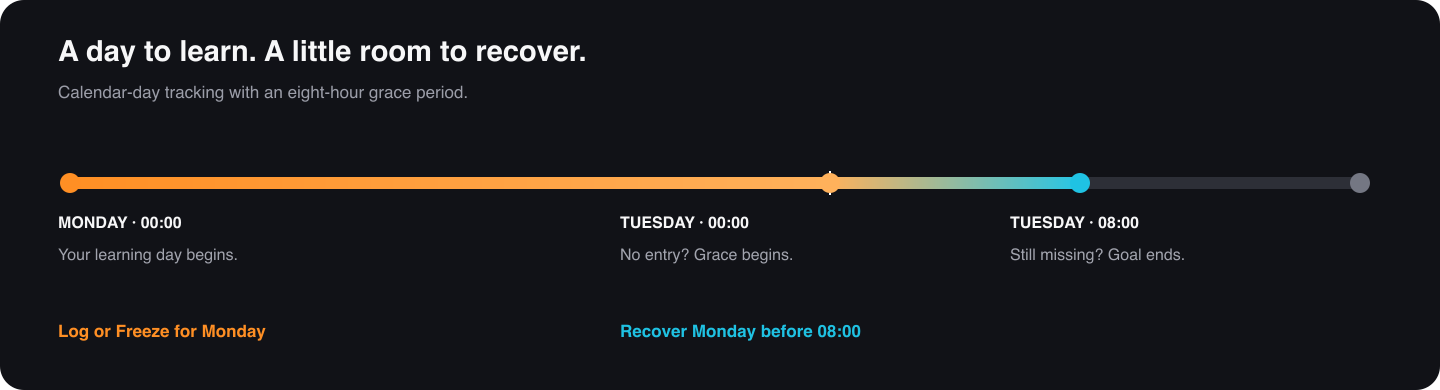 A day to learn. A little room to recover.
Calendar-day tracking with an eight-hour grace period.
MONDAY · 00:00
Your learning day begins.
TUESDAY · 00:00
No entry? Grace begins.
TUESDAY · 08:00
Still missing? Goal ends.
Log or Freeze for Monday
Recover Monday before 08:00